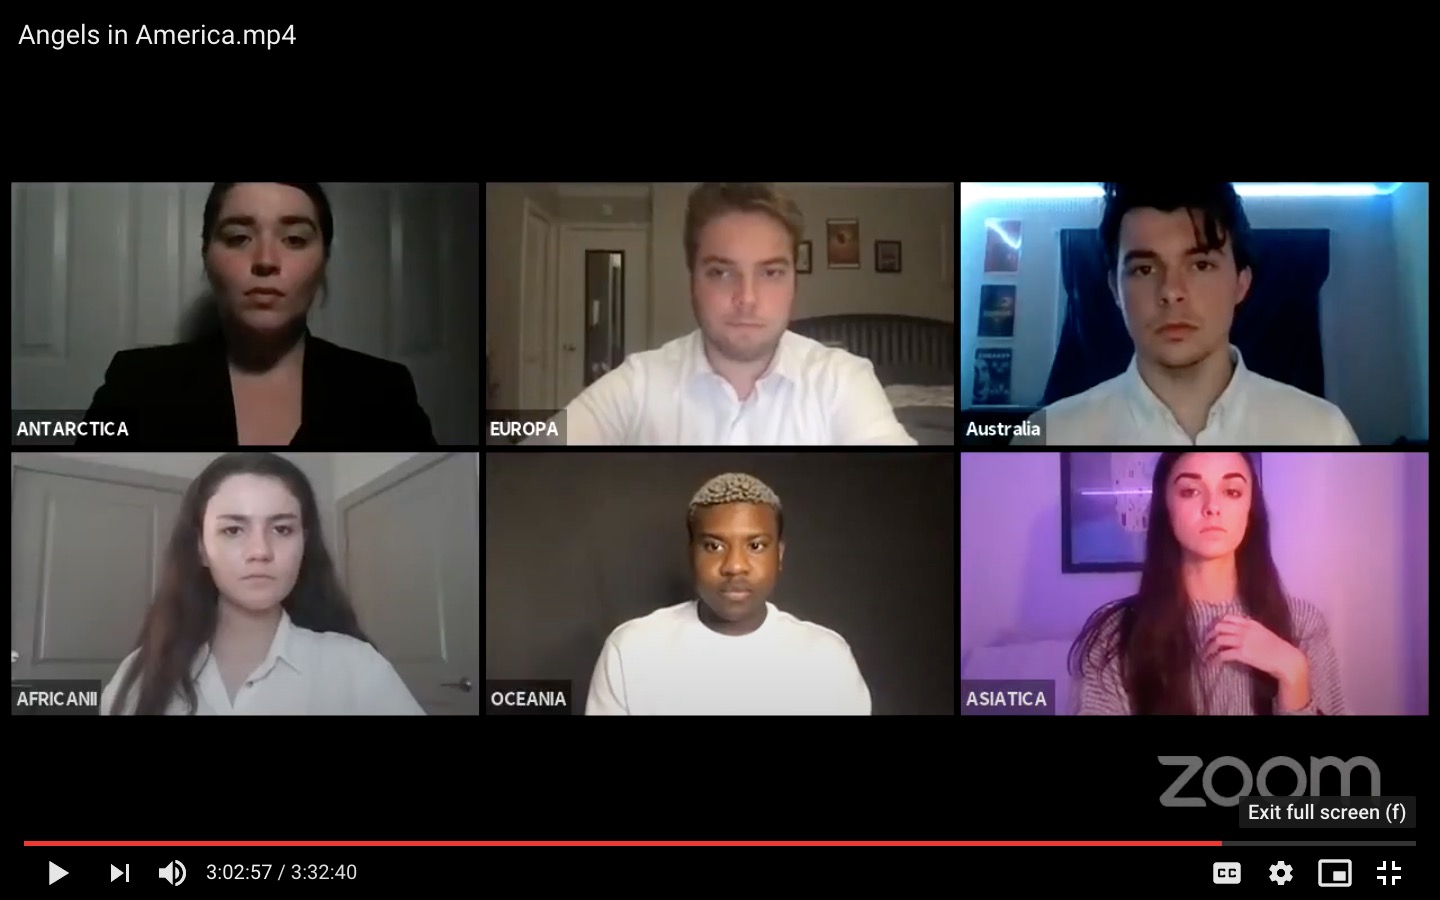 Angels in America.mp4
ANTARCTICA
EUROPA
Australia
AFRICANII
OCEANIA
ASIATICA
zoom
Exit full screen (f)
3:02:57 / 3:32:40
CC